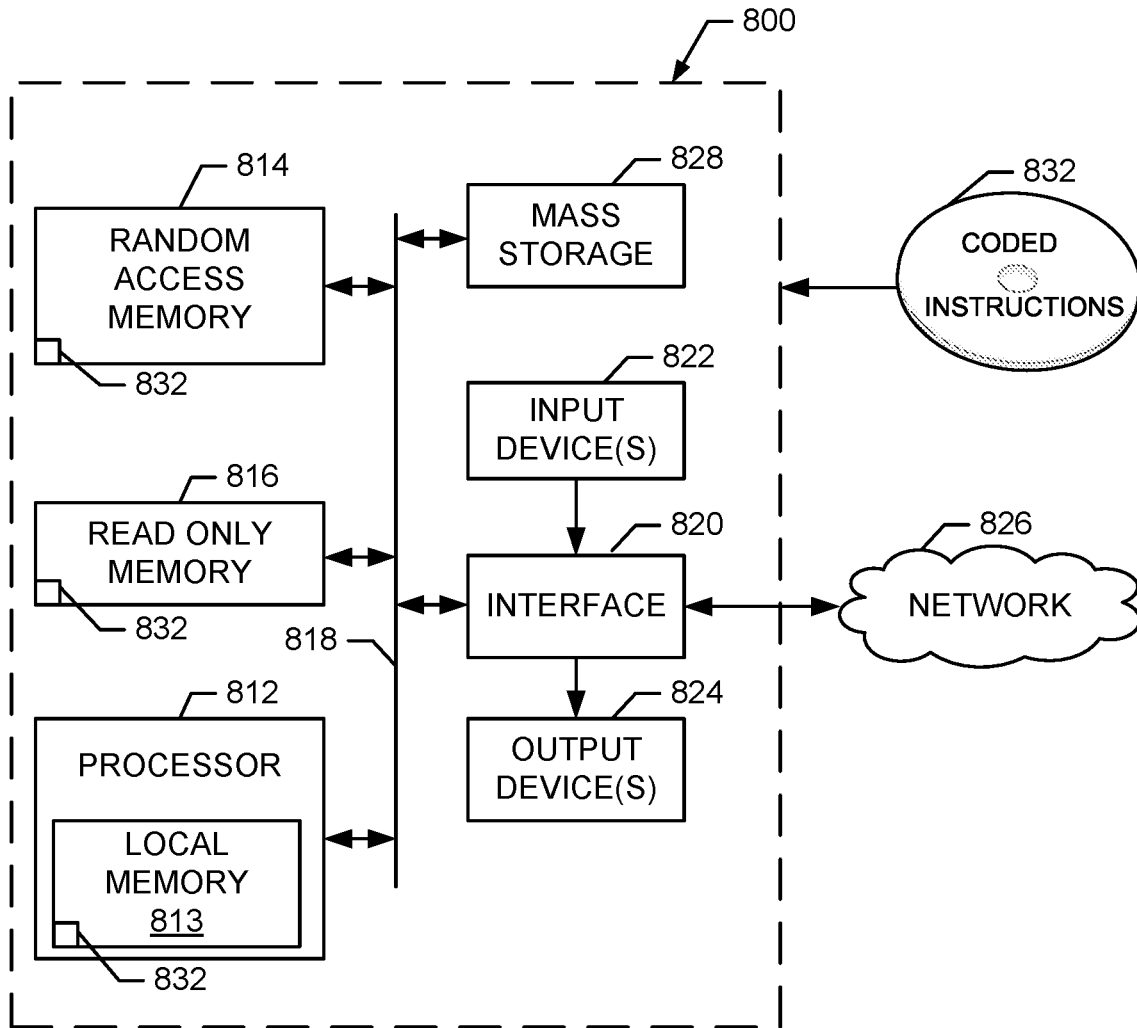 800
814
RANDOM
ACCESS
MEMORY
832
828
MASS
STORAGE
832
CODED
INSTRUCTIONS
822
INPUT
DEVICE(S)
816
READ ONLY
MEMORY
832
820
INTERFACE
826
NETWORK
818
812
PROCESSOR
LOCAL
MEMORY
813
832
824
OUTPUT
DEVICE(S)